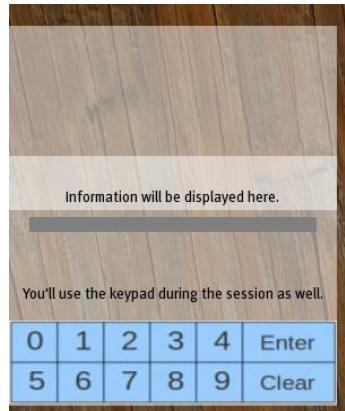 Information will be displayed here.
You'll use the keypad during the session as well.
0 1 2 3 4 Enter
5 6 7 8 9 Clear